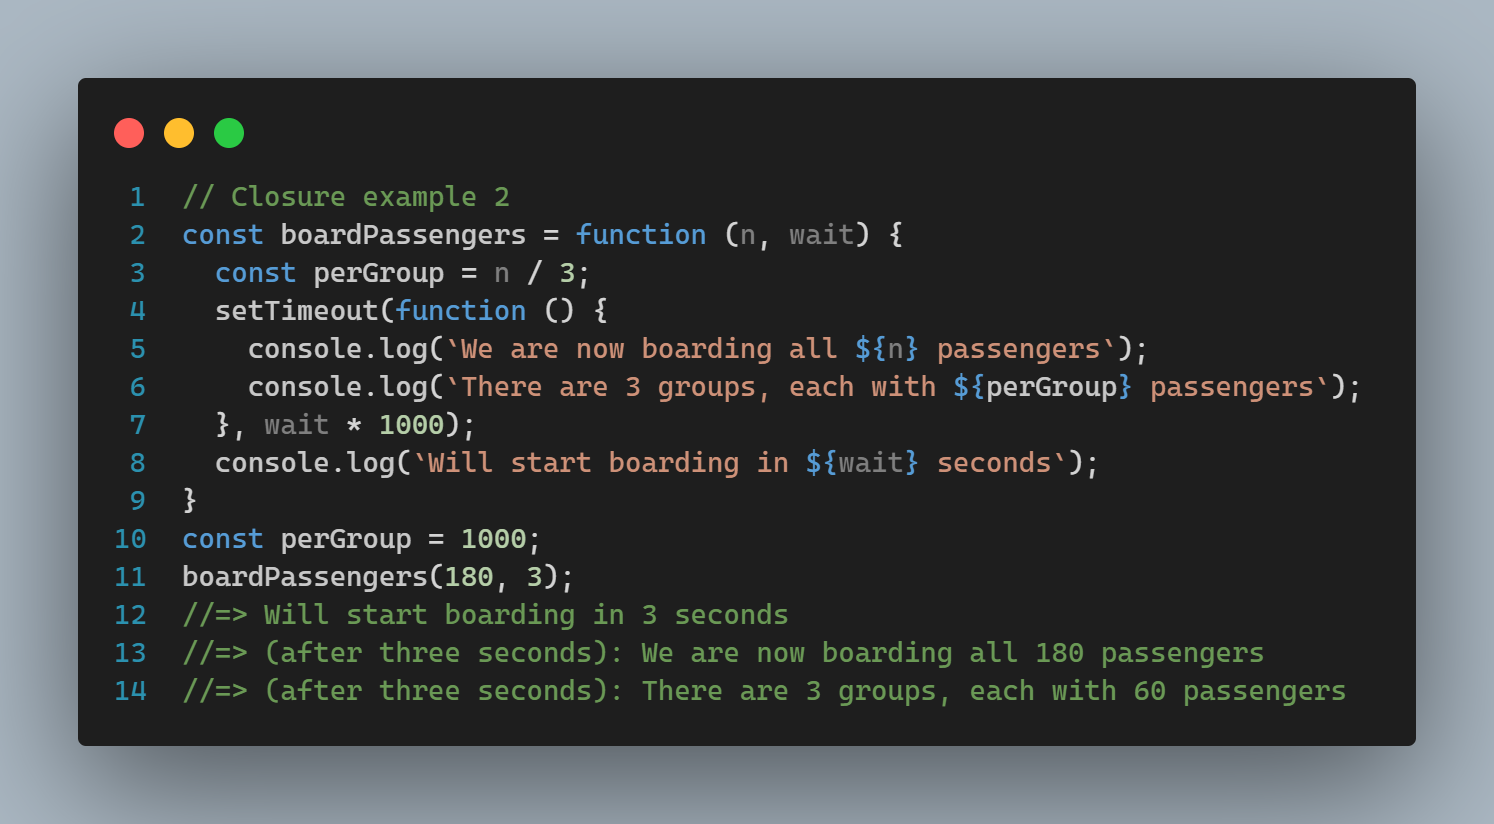 1 // Closure example 2
2 const boardPassengers = function (n, wait) {
3   const perGroup = n / 3;
4   setTimeout(function () {
5     console.log(`We are now boarding all ${n} passengers`);
6     console.log(`There are 3 groups, each with ${perGroup} passengers`);
7   }, wait * 1000);
8   console.log(`Will start boarding in ${wait} seconds`);
9 }
10 const perGroup = 1000;
11 boardPassengers(180, 3);
12 //=> Will start boarding in 3 seconds
13 //=> (after three seconds): We are now boarding all 180 passengers
14 //=> (after three seconds): There are 3 groups, each with 60 passengers